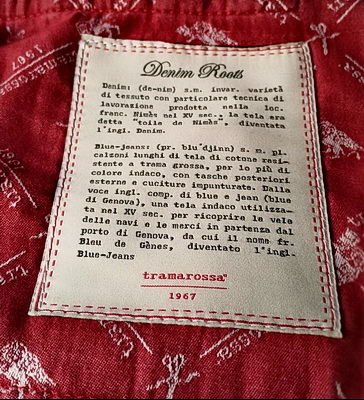 Denim Roots
Denim: (de-nim) s.m. invar. varietà
di tessuto con particolare tecnica di
lavorazione prodotta nella loc.
franc. Nimès nel XV sec., la tela era
detta "toile de Nimès", diventata
l'ingl. Denim.
Blue-jeans: (pr. blu'djinn) s. m. pl.
calzoni lunghi di tela di cotone resi-
stente a trama grossa, per lo più di
colore indaco, con tasche posteriori
esterne e cuciture impunturate. Dalla
voce ingl. comp. di blue e jean (blue
di Genova), una tela indaco utilizza-
ta nel XV sec. per ricoprire le vele
delle navi e le merci in partenza dal
porto di Genova, da cui il nome fr.
Bleu de Gènes, diventato l'ingl.
Blue-Jeans
tramarossa
1967